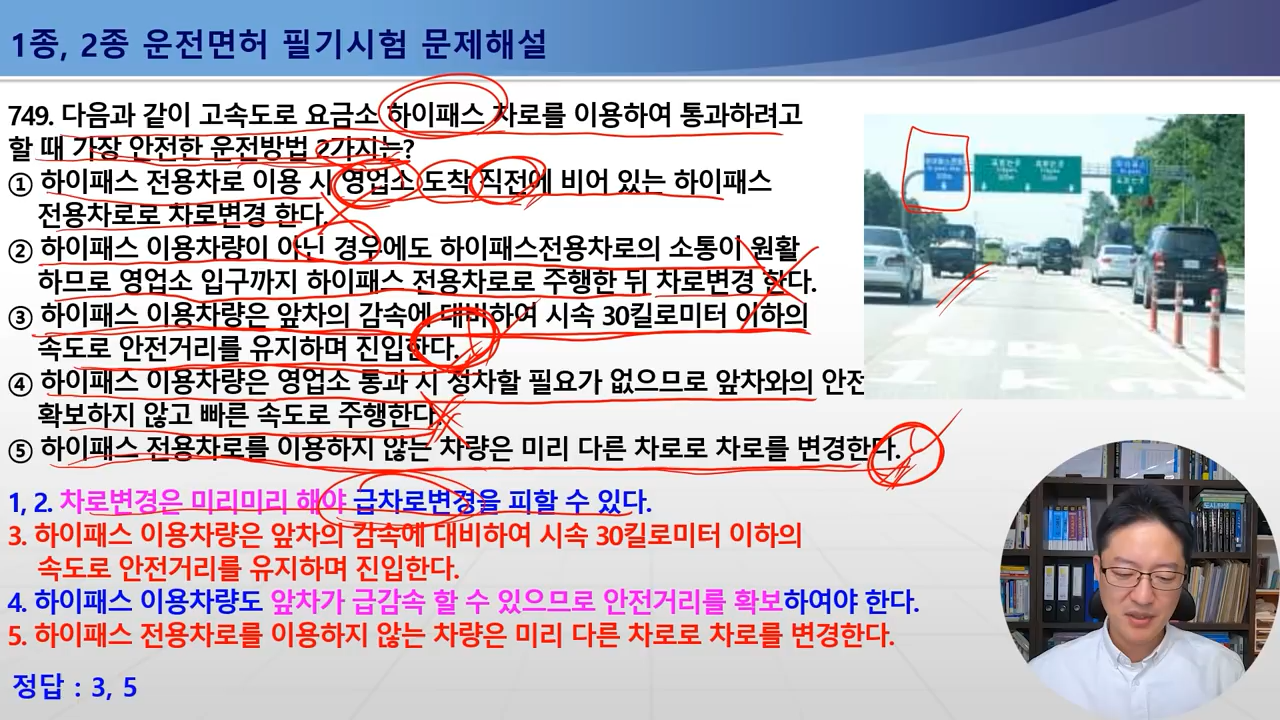 1종, 2종 운전면허 필기시험 문제해설
749. 다음과 같이 고속도로 요금소 하이패스 차로를 이용하여 통과하려고
할 때 가장 안전한 운전방법 2가지는?
① 하이패스 전용차로 이용 시 영업소 도착 직전에 비어 있는 하이패스
전용차로로 차로변경 한다.
② 하이패스 이용차량이 아닌 경우에도 하이패스전용차로의 소통이 원활
하므로 영업소 입구까지 하이패스 전용차로로 주행한 뒤 차로변경 한다.
③ 하이패스 이용차량은 앞차의 감속에 대비하여 시속 30킬로미터 이하의
속도로 안전거리를 유지하며 진입한다.
④ 하이패스 이용차량은 영업소 통과 시 정차할 필요가 없으므로 앞차와의 안전
확보하지 않고 빠른 속도로 주행한다.
⑤ 하이패스 전용차로를 이용하지 않는 차량은 미리 다른 차로로 차로를 변경한다.
1, 2. 차로변경은 미리미리 해야 급차로변경을 피할 수 있다.
3. 하이패스 이용차량은 앞차의 감속에 대비하여 시속 30킬로미터 이하의
속도로 안전거리를 유지하며 진입한다.
4. 하이패스 이용차량도 앞차가 급감속 할 수 있으므로 안전거리를 확보하여야 한다.
5. 하이패스 전용차로를 이용하지 않는 차량은 미리 다른 차로로 차로를 변경한다.
정답 : 3, 5